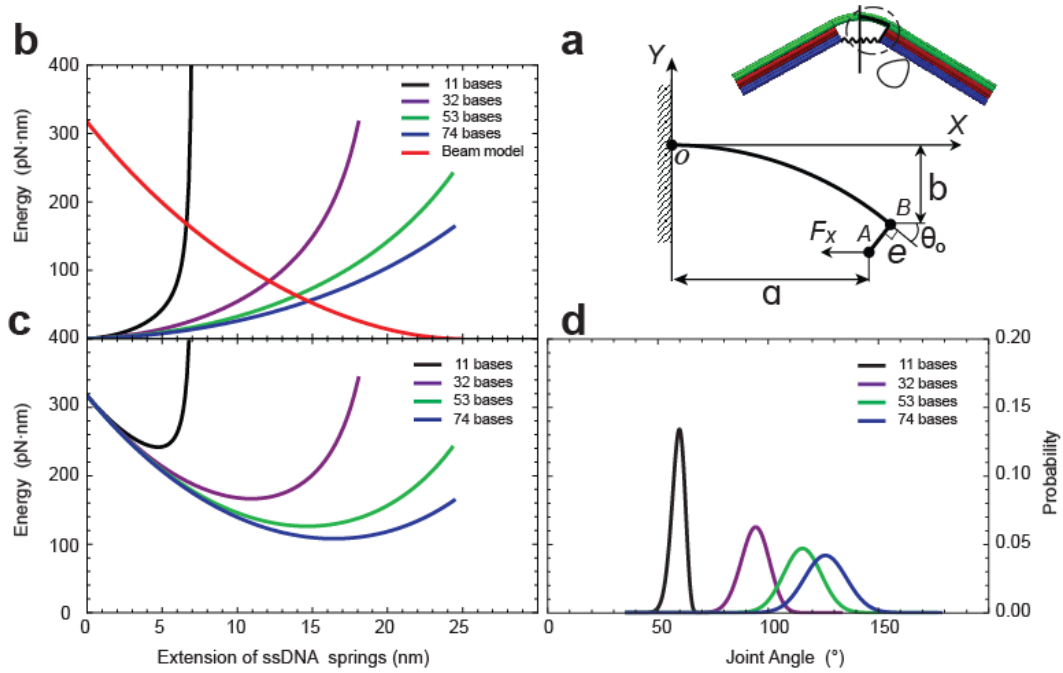 b
400
300
200
100
400
Energy (pN·nm)
11 bases
32 bases
53 bases
74 bases
Beam model
a
Y
X
O
b
B
A
Fx
e
θo
a
c
300
200
100
0
Energy (pN·nm)
11 bases
32 bases
53 bases
74 bases
0 5 10 15 20 25
Extension of ssDNA springs (nm)
d
11 bases
32 bases
53 bases
74 bases
0.20
0.15
0.10
0.05
0.00
Probability
50 100 150
Joint Angle (°)